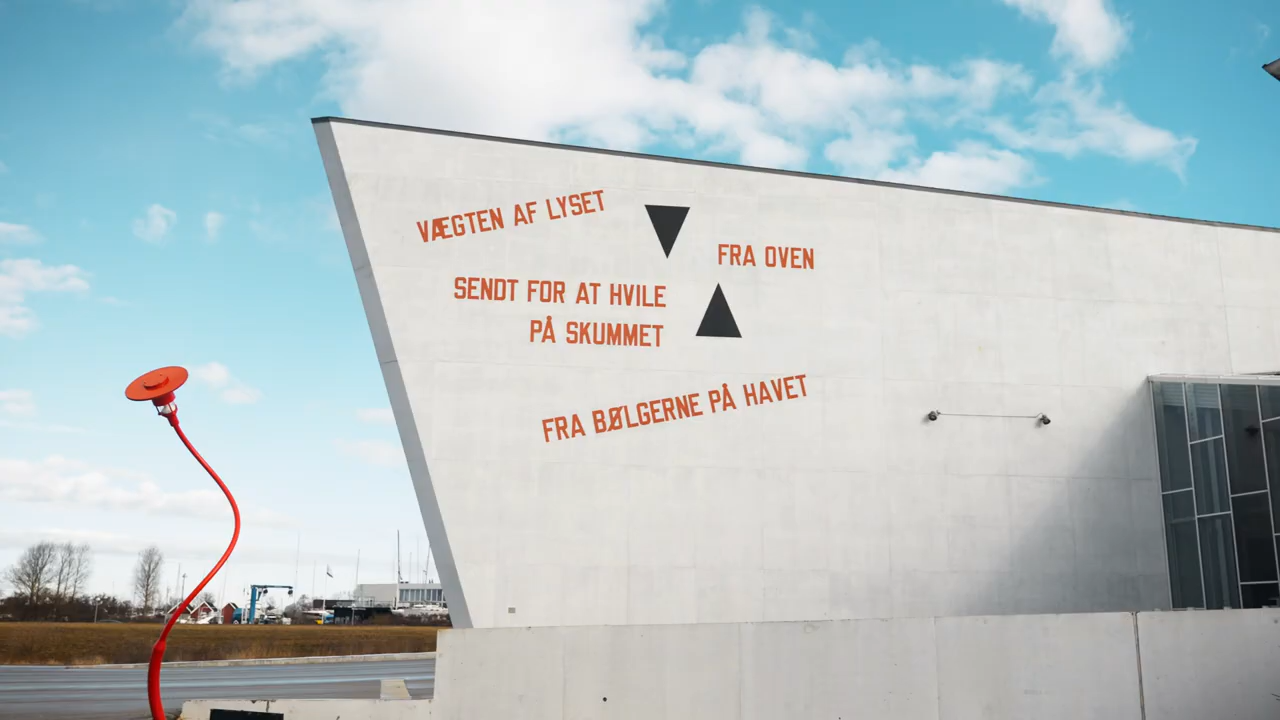 VÆGTEN AF LYSET
FRA OVEN
SENDT FOR AT HVILE
PÅ SKUMMET
FRA BØLGERNE PÅ HAVET